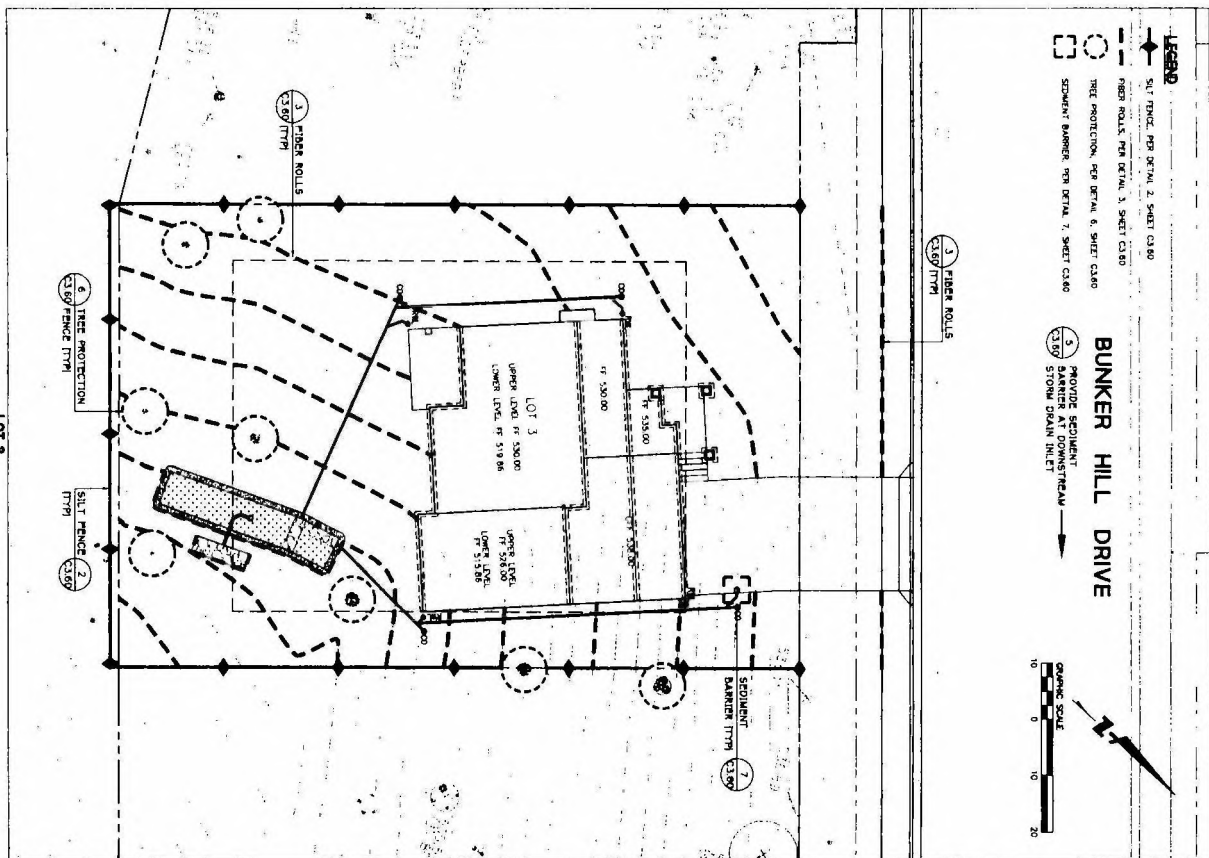 LEGEND
SILT FENCE, PER DETAIL 2, SHEET C3.60
FIBER ROLLS, PER DETAIL 3, SHEET C3.60
TREE PROTECTION, PER DETAIL 6, SHEET C3.60
SEDIMENT BARRIER, PER DETAIL 7, SHEET C3.60
BUNKER HILL DRIVE
5
C3.60
PROVIDE SEDIMENT
BARRIER AT DOWNSTREAM
STORM DRAIN INLET
GRAPHIC SCALE
10
0
10
20
3
C3.60
FIBER ROLLS
(TYP)
7
C3.60
SEDIMENT
BARRIER (TYP)
FF 535.00
FF 530.00
LOT 3
UPPER LEVEL FF 530.00
LOWER LEVEL FF 519.86
UPPER LEVEL
FF 526.00
LOWER LEVEL
FF 515.86
CO
CO
CO
CO
3
C3.60
FIBER ROLLS
(TYP)
6
C3.60
TREE PROTECTION
FENCE (TYP)
SILT FENCE
(TYP)
2
C3.60